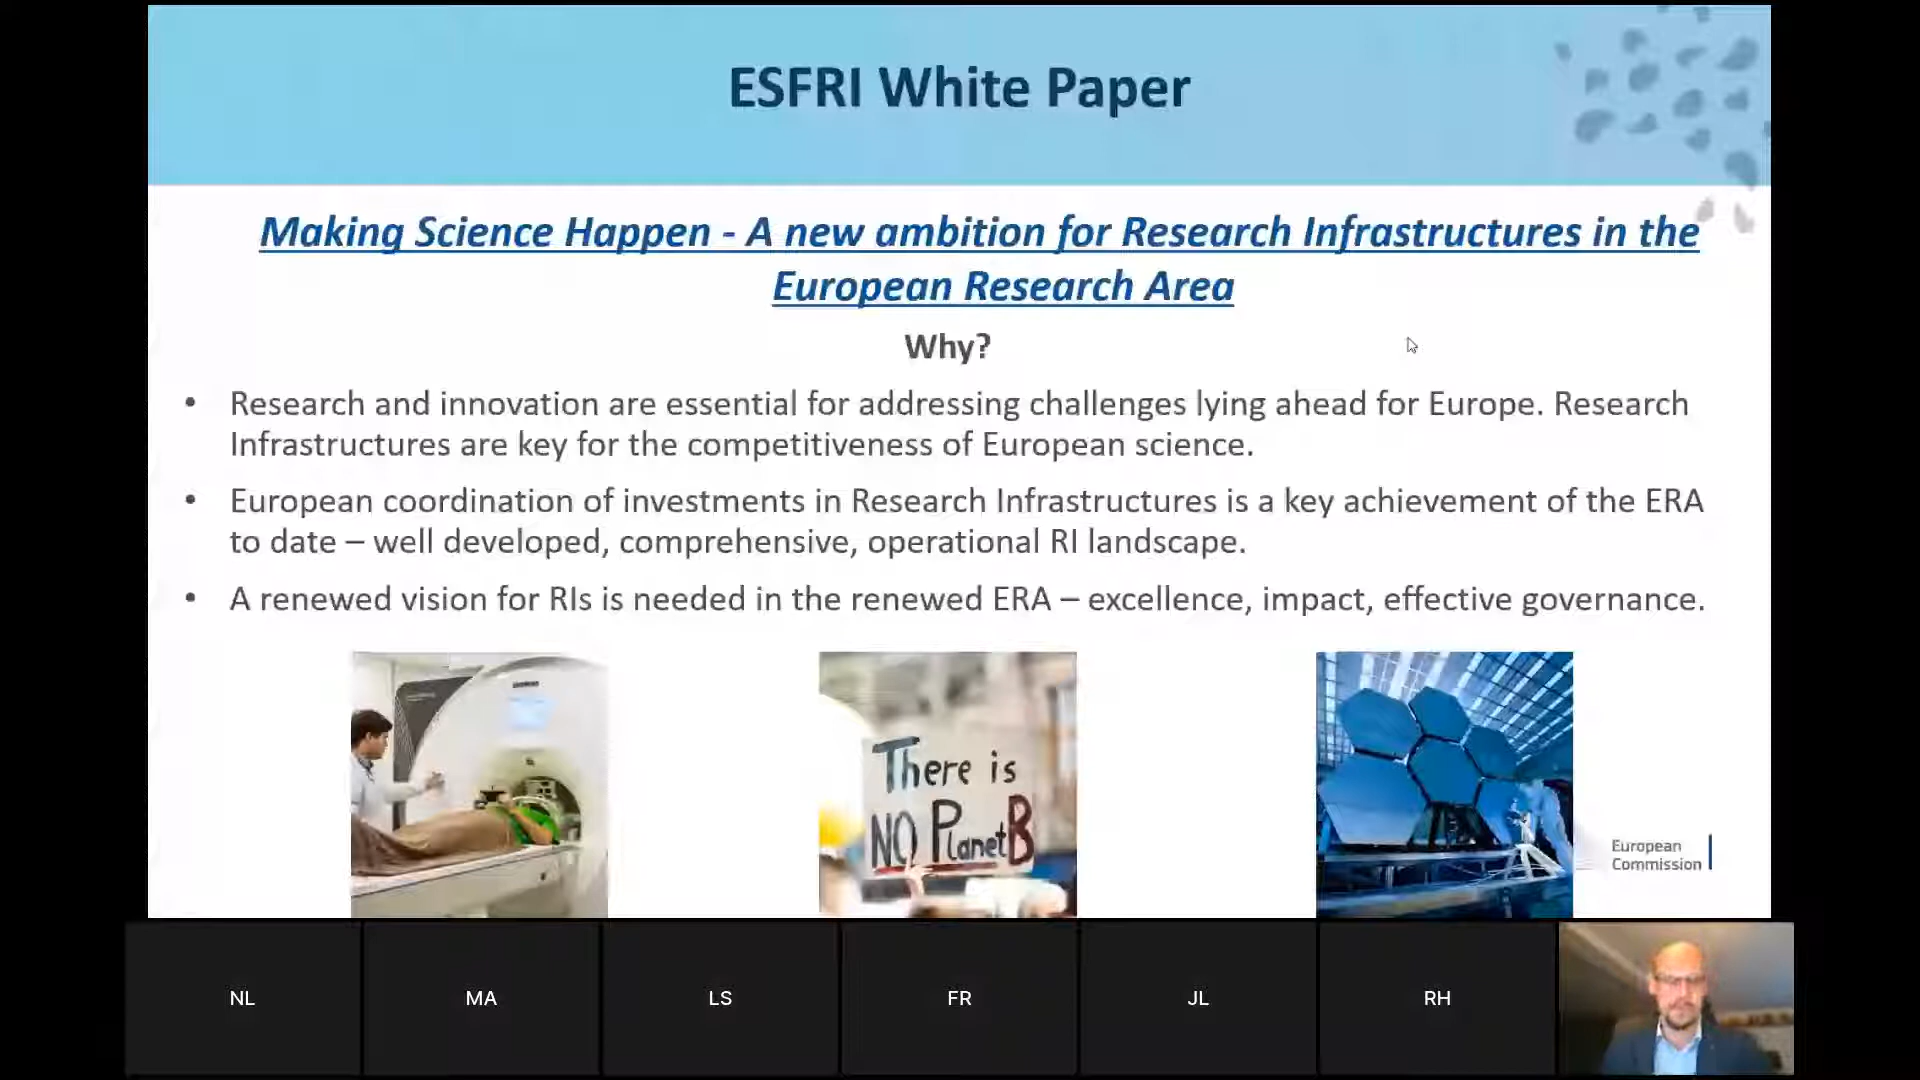 ESFRI White Paper
Making Science Happen - A new ambition for Research Infrastructures in the
European Research Area
Why?
• Research and innovation are essential for addressing challenges lying ahead for Europe. Research
Infrastructures are key for the competitiveness of European science.
• European coordination of investments in Research Infrastructures is a key achievement of the ERA
to date – well developed, comprehensive, operational RI landscape.
• A renewed vision for RIs is needed in the renewed ERA – excellence, impact, effective governance.
There is
NO PlanetB
European
Commission
NL
MA
LS
FR
JL
RH